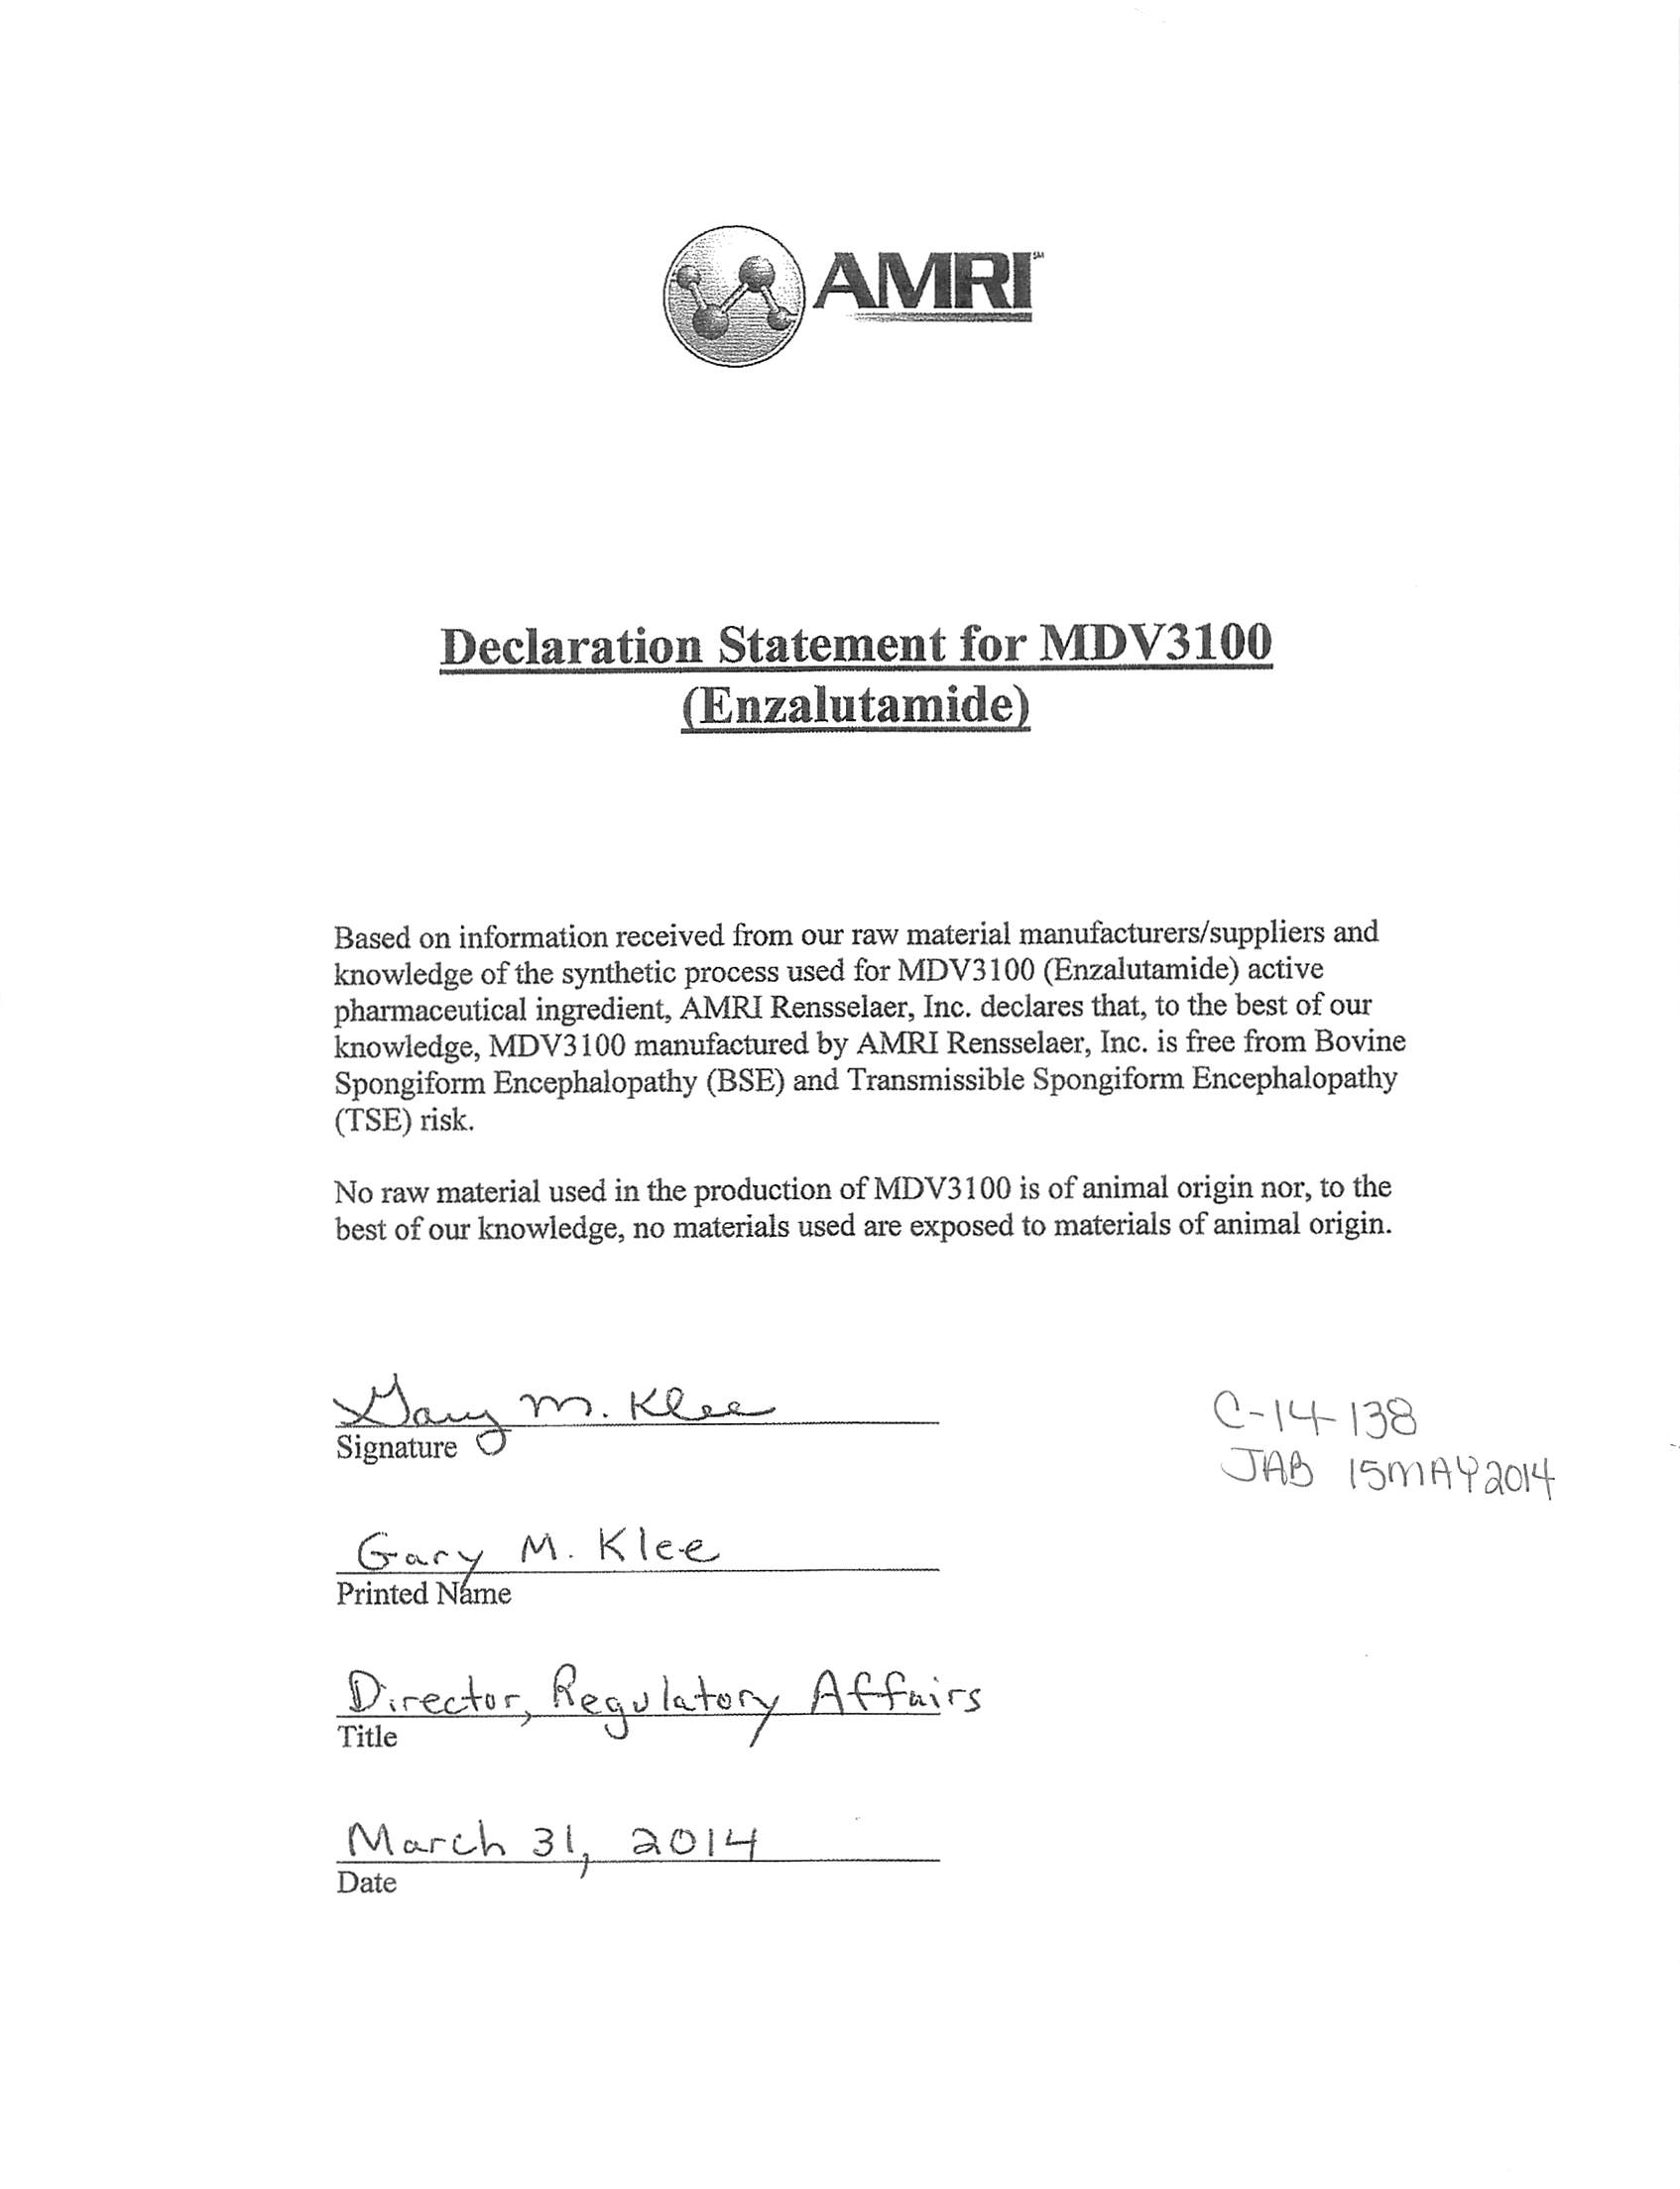 AMRI℠
Declaration Statement for MDV3100
(Enzalutamide)
Based on information received from our raw material manufacturers/suppliers and
knowledge of the synthetic process used for MDV3100 (Enzalutamide) active
pharmaceutical ingredient, AMRI Rensselaer, Inc. declares that, to the best of our
knowledge, MDV3100 manufactured by AMRI Rensselaer, Inc. is free from Bovine
Spongiform Encephalopathy (BSE) and Transmissible Spongiform Encephalopathy
(TSE) risk.
No raw material used in the production of MDV3100 is of animal origin nor, to the
best of our knowledge, no materials used are exposed to materials of animal origin.
Gary M. Klee
Signature
C-14-138
JAB 15MAY2014
Gary M. Klee
Printed Name
Director, Regulatory Affairs
Title
March 31, 2014
Date